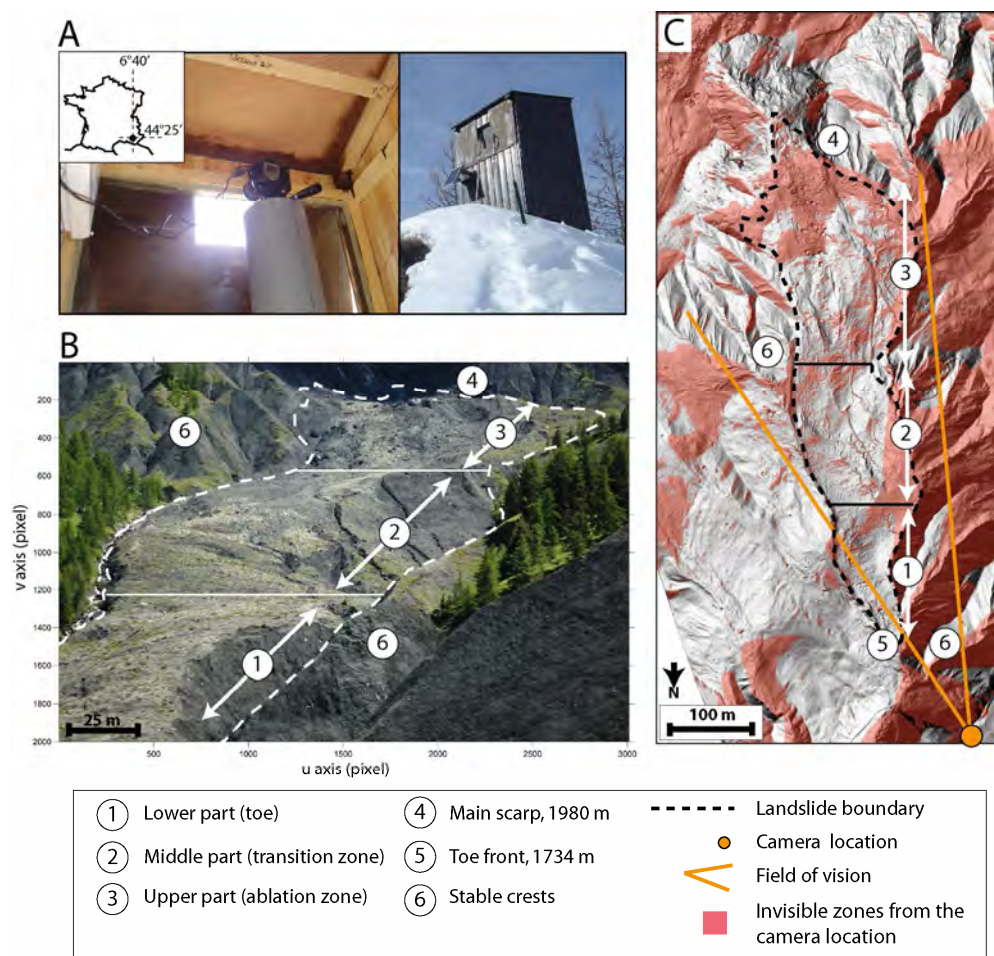 A
6°40'
44°25'
B
4
6
3
2
1
6
200
400
600
800
1000
1200
1400
1600
1800
2000
v axis (pixel)
25 m
500
1000
1500
2000
2500
3000
u axis (pixel)
C
4
3
6
2
1
5
6
N
100 m
1 Lower part (toe)
2 Middle part (transition zone)
3 Upper part (ablation zone)
4 Main scarp, 1980 m
5 Toe front, 1734 m
6 Stable crests
Landslide boundary
Camera location
Field of vision
Invisible zones from the
camera location